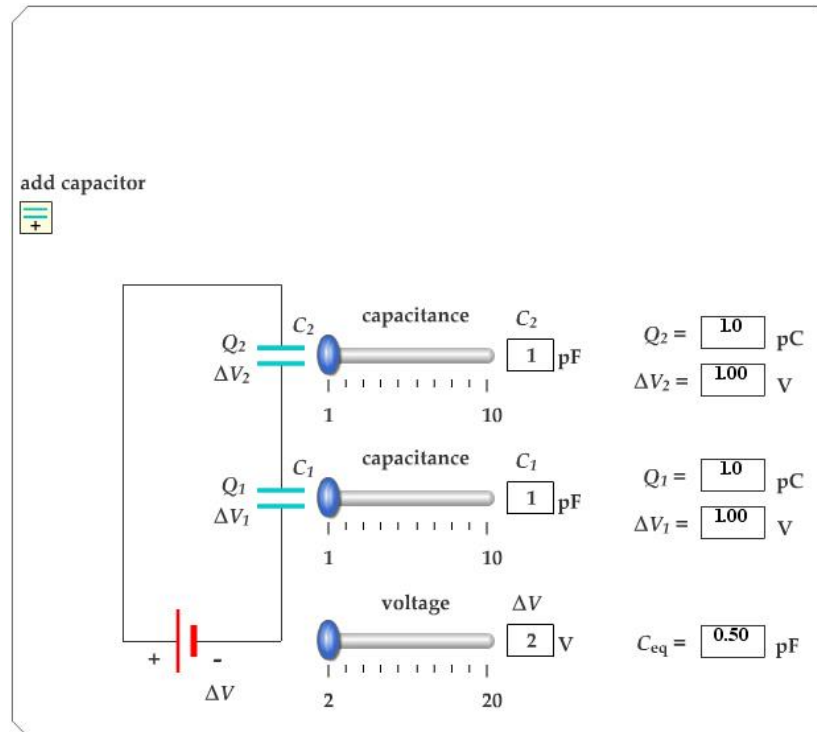 add capacitor
+
capacitance C₂
Q₂ C₂ 1 pF Q₂ = 1.0 pC
ΔV₂ ΔV₂ = 1.00 V
1 10
capacitance C₁
Q₁ C₁ 1 pF Q₁ = 1.0 pC
ΔV₁ ΔV₁ = 1.00 V
1 10
voltage ΔV
+ - 2 V Ceq = 0.50 pF
ΔV 2 20